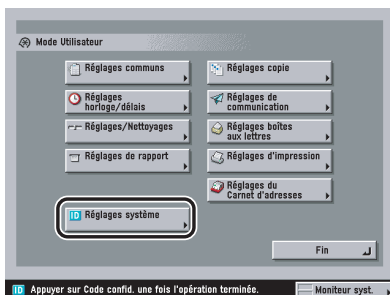 Mode Utilisateur
Réglages communs
Réglages copie
Réglages
horloge/délais
Réglages de
communication
Réglages/Nettoyages
Réglages boîtes
aux lettres
Réglages de rapport
Réglages d'impression
Réglages du
Carnet d'adresses
ID Réglages système
Fin
ID Appuyer sur Code confid. une fois l'opération terminée.
Moniteur syst.